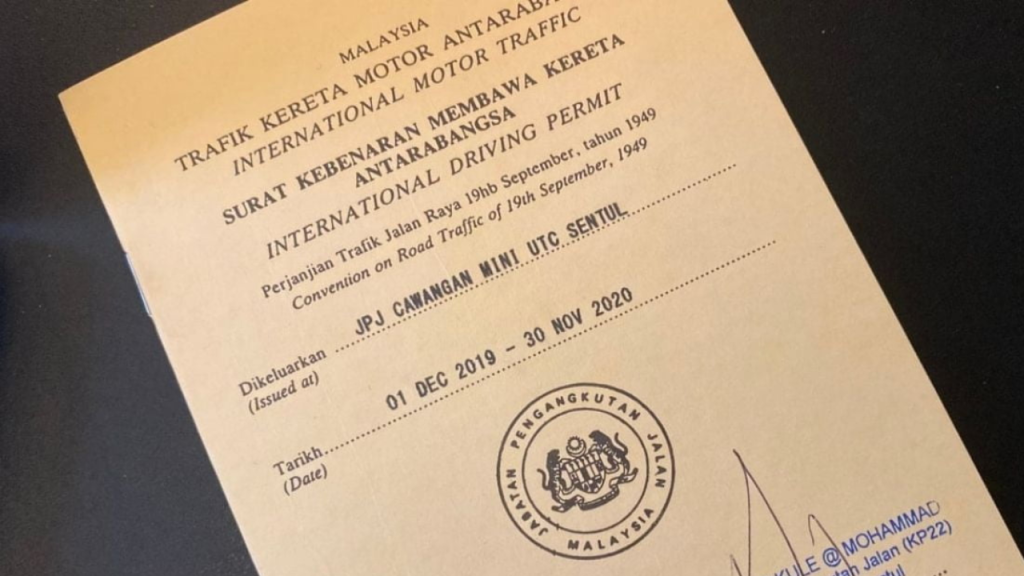 MALAYSIA
TRAFIK KERETA MOTOR
INTERNATIONAL MOTOR TRAFFIC
SURAT KEBENARAN MEMBAWA KERETA
ANTARABANGSA
INTERNATIONAL DRIVING PERMIT
Perjanjian Trafik Jalan Raya 19hb September, tahun 1949
Convention on Road Traffic of 19th September, 1949
Dikeluarkan JPJ CAWANGAN MINI UTC SENTUL
(Issued at)
01 DEC 2019 - 30 NOV 2020
Tarikh
(Date)
JABATAN PENGANGKUTAN JALAN
MALAYSIA
@ MOHAMMAD
Jalan (KP22)